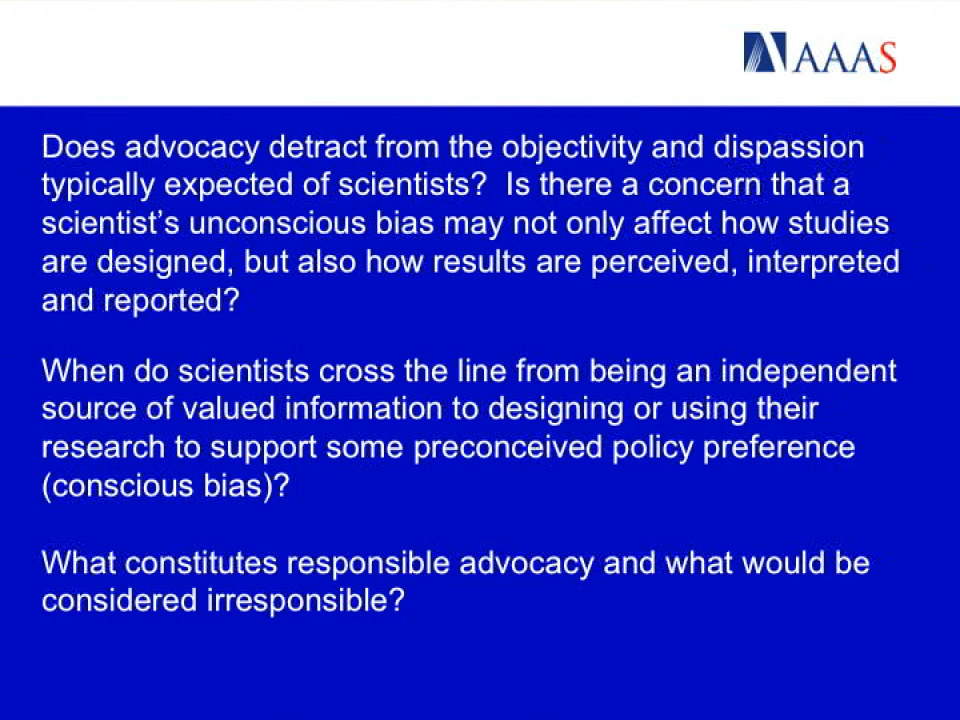 AAAS
Does advocacy detract from the objectivity and dispassion
typically expected of scientists?  Is there a concern that a
scientist’s unconscious bias may not only affect how studies
are designed, but also how results are perceived, interpreted
and reported?
When do scientists cross the line from being an independent
source of valued information to designing or using their
research to support some preconceived policy preference
(conscious bias)?
What constitutes responsible advocacy and what would be
considered irresponsible?